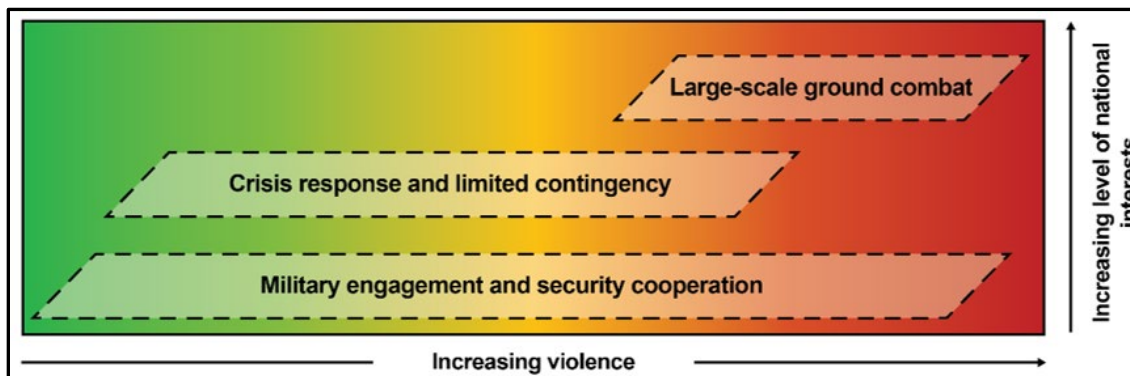 Large-scale ground combat
Crisis response and limited contingency
Military engagement and security cooperation
Increasing violence
Increasing level of national
interests